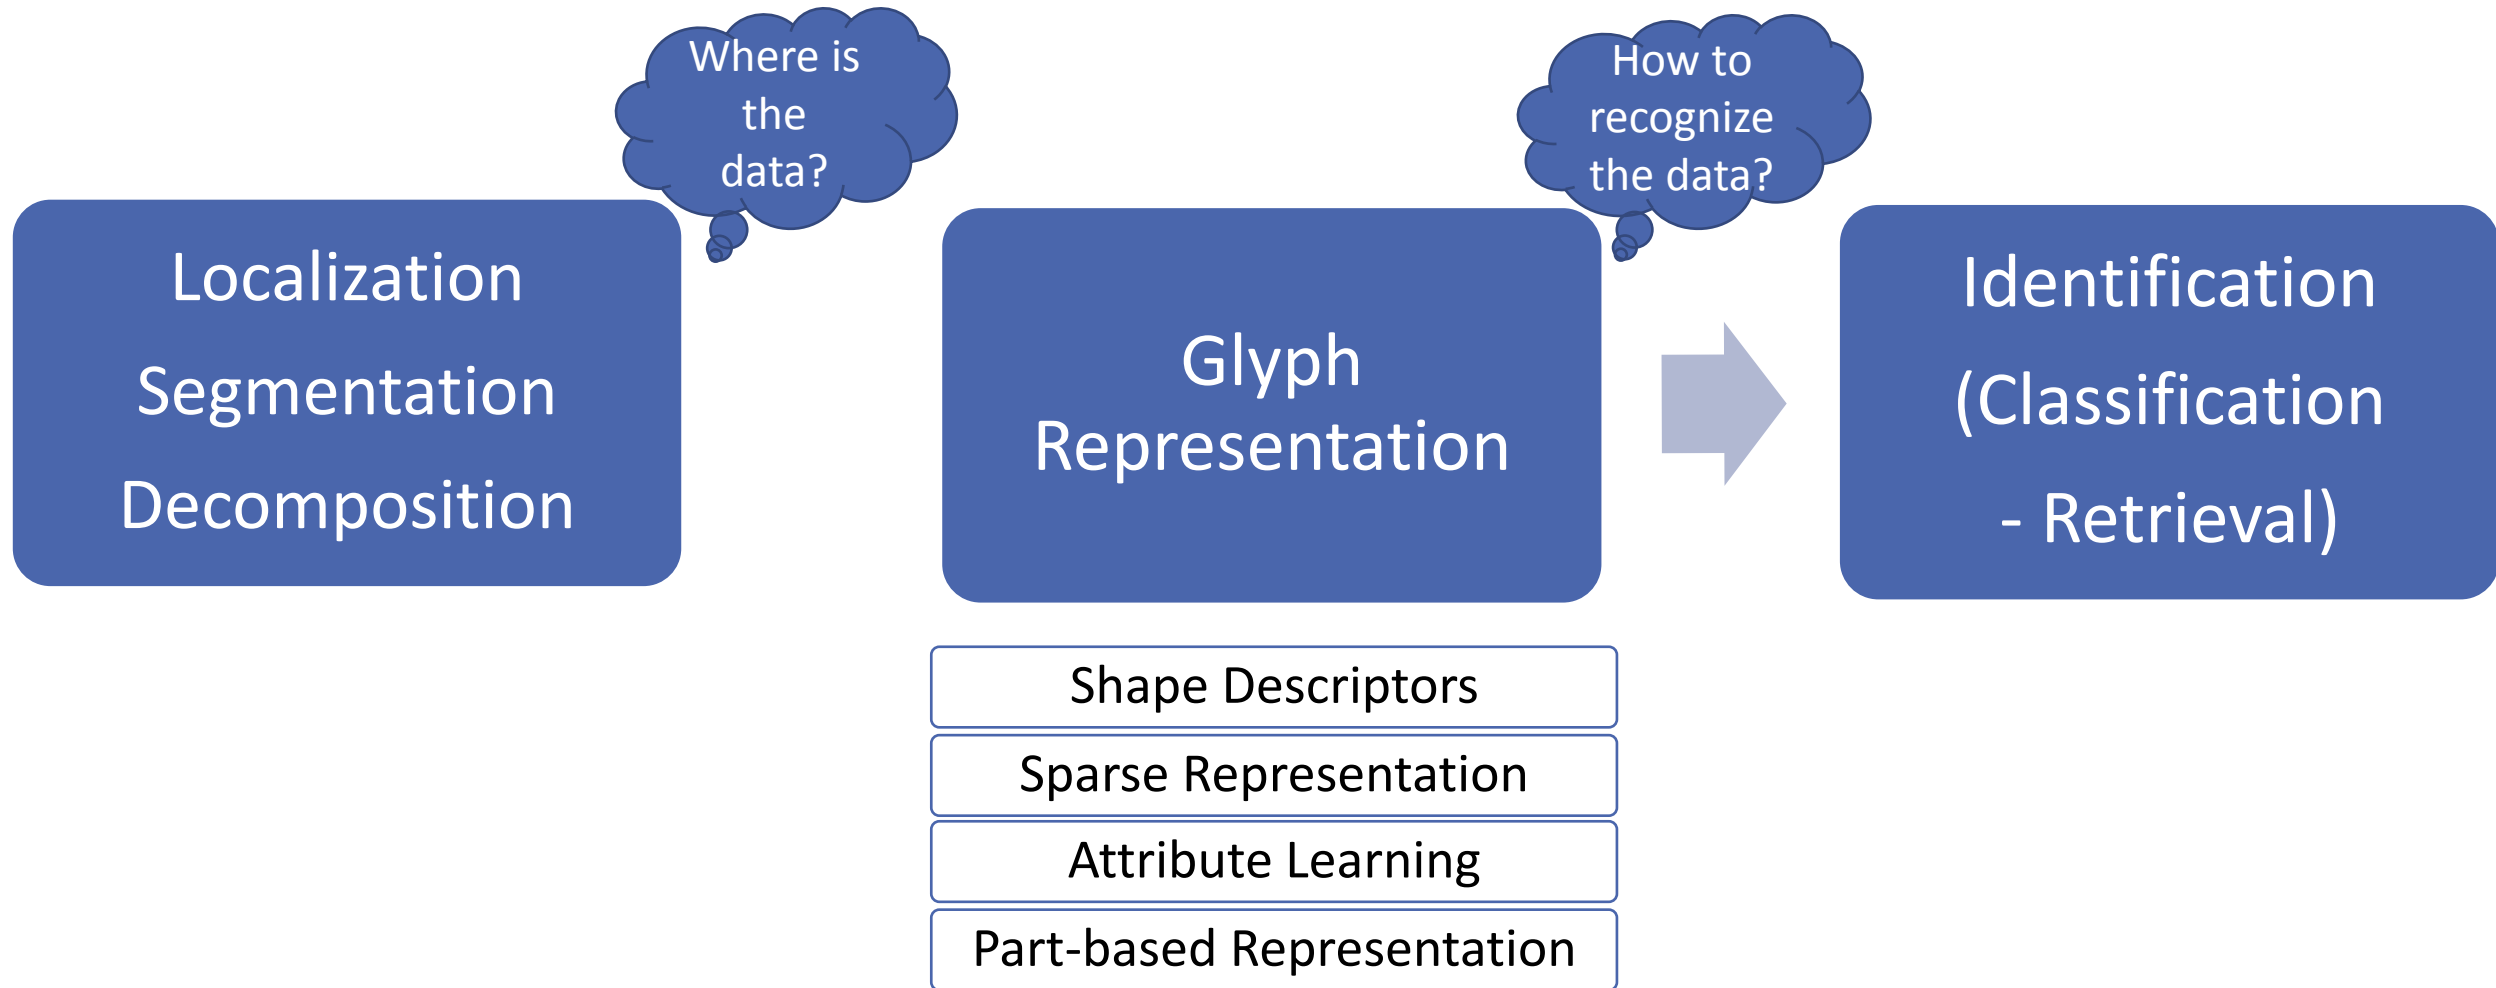 Where is
the
data?
How to
recognize
the data?
Localization
Segmentation
Decomposition
Glyph
Representation
Identification
(Classification
- Retrieval)
Shape Descriptors
Sparse Representation
Attribute Learning
Part-based Representation